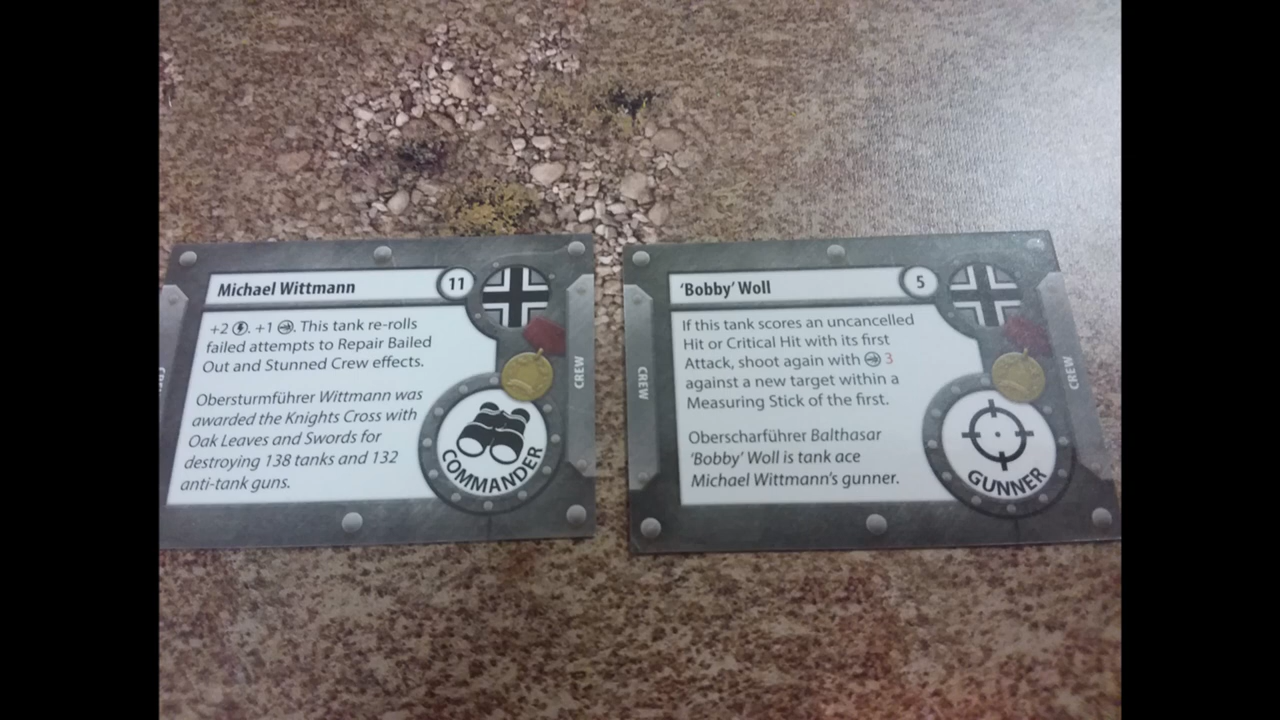 Michael Wittmann
11
+2 . +1 . This tank re-rolls
failed attempts to Repair Bailed
Out and Stunned Crew effects.
Obersturmführer Wittmann was
awarded the Knights Cross with
Oak Leaves and Swords for
destroying 138 tanks and 132
anti-tank guns.
COMMANDER
CREW
CREW
'Bobby' Woll
5
If this tank scores an uncancelled
Hit or Critical Hit with its first
Attack, shoot again with 3
against a new target within a
Measuring Stick of the first.
Oberscharführer Balthasar
'Bobby' Woll is tank ace
Michael Wittmann's gunner.
GUNNER
CREW